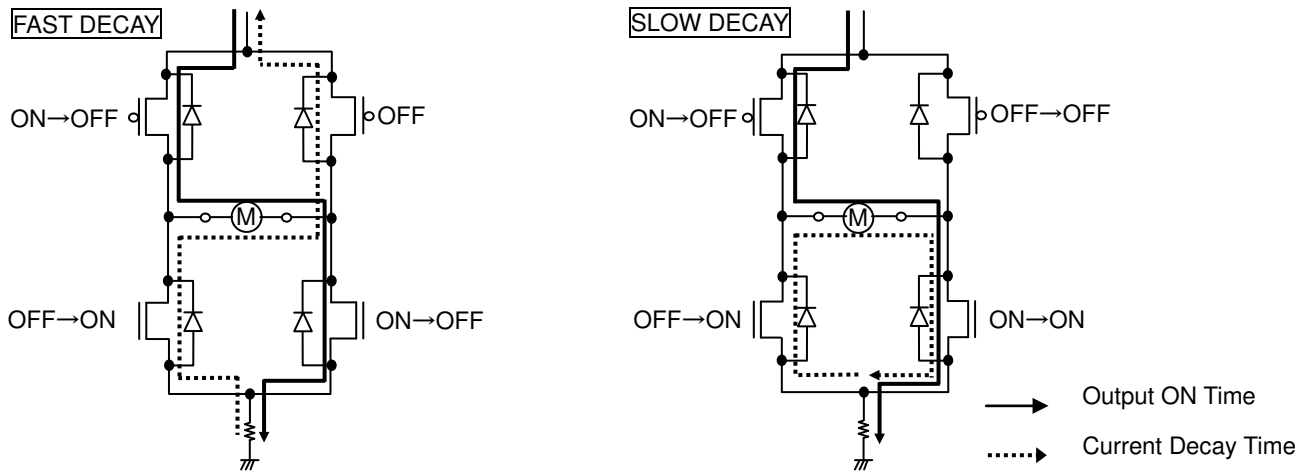 FAST DECAY
ON→OFF
OFF
M
OFF→ON
ON→OFF
SLOW DECAY
ON→OFF
OFF→OFF
M
OFF→ON
ON→ON
Output ON Time
Current Decay Time